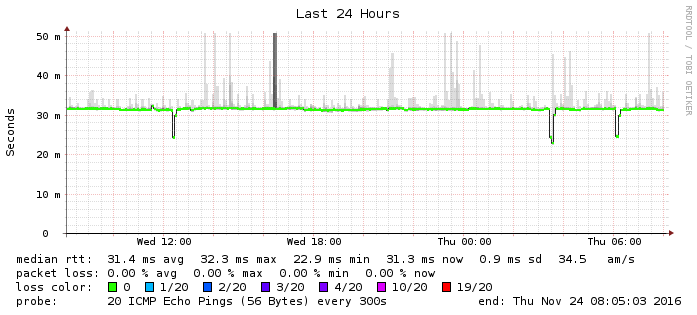 Last 24 Hours
RRDTOOL / TOBI OETIKER
Seconds
50 m
40 m
30 m
20 m
10 m
0
Wed 12:00 Wed 18:00 Thu 00:00 Thu 06:00
median rtt: 31.4 ms avg 32.3 ms max 22.9 ms min 31.3 ms now 0.9 ms sd 34.5 am/s
packet loss: 0.00 % avg 0.00 % max 0.00 % min 0.00 % now
loss color: 0 1/20 2/20 3/20 4/20 10/20 19/20
probe: 20 ICMP Echo Pings (56 Bytes) every 300s end: Thu Nov 24 08:05:03 2016